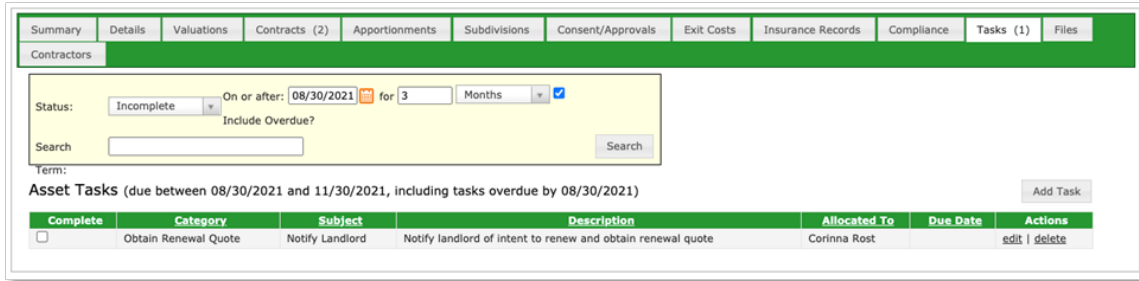 Summary Details Valuations Contracts (2) Apportionments Subdivisions Consent/Approvals Exit Costs Insurance Records Compliance Tasks (1) Files
Contractors
Status: Incomplete On or after: 08/30/2021 for 3 Months
Include Overdue?
Search Search
Term:
Asset Tasks (due between 08/30/2021 and 11/30/2021, including tasks overdue by 08/30/2021) Add Task
Complete Category Subject Description Allocated To Due Date Actions
Obtain Renewal Quote Notify Landlord Notify landlord of intent to renew and obtain renewal quote Corinna Rost edit | delete